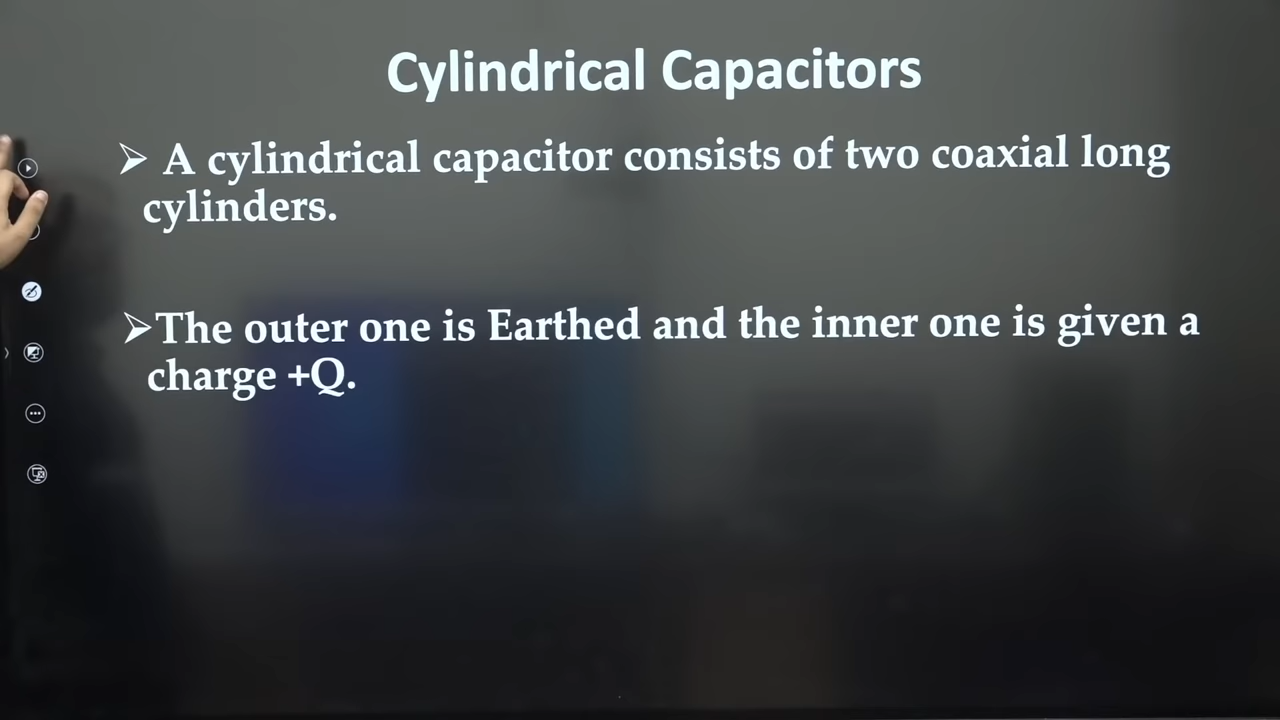 Cylindrical Capacitors
➢ A cylindrical capacitor consists of two coaxial long
cylinders.
➢The outer one is Earthed and the inner one is given a
charge +Q.